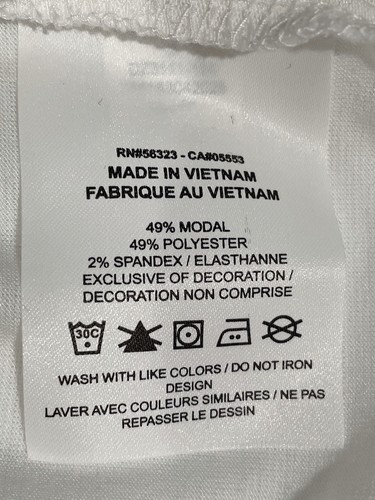 RN#56323 - CA#05553
MADE IN VIETNAM
FABRIQUE AU VIETNAM
49% MODAL
49% POLYESTER
2% SPANDEX / ELASTHANNE
EXCLUSIVE OF DECORATION /
DECORATION NON COMPRISE
30C
WASH WITH LIKE COLORS / DO NOT IRON
DESIGN
LAVER AVEC COULEURS SIMILAIRES / NE PAS
REPASSER LE DESSIN